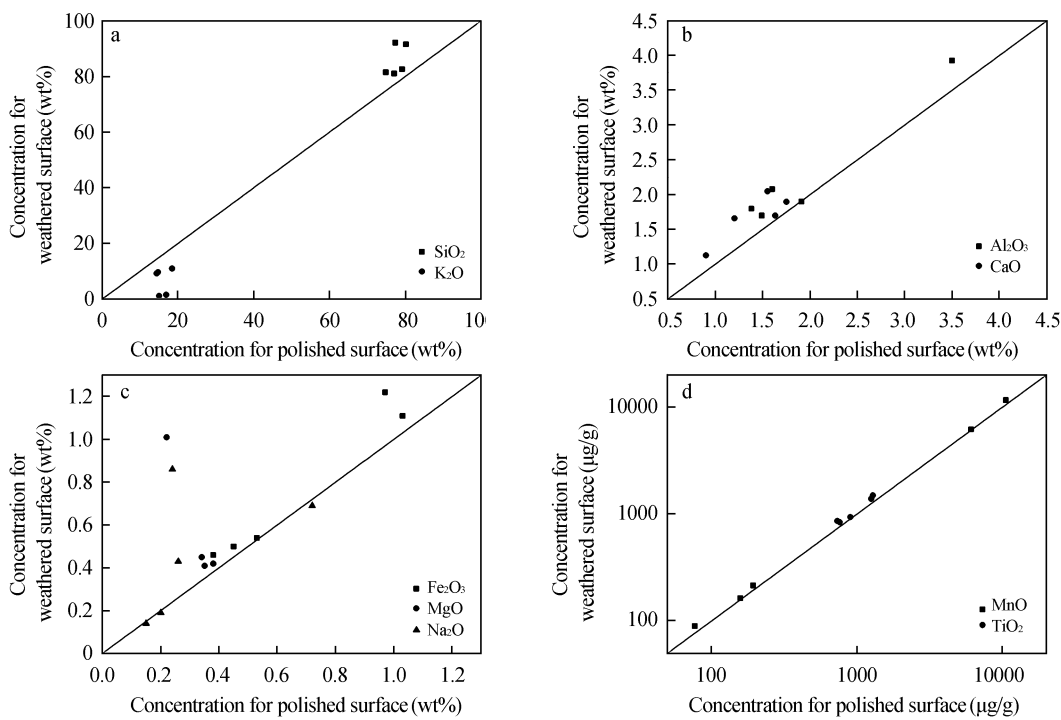 a
100
80
60
40
20
0
0 20 40 60 80 100
Concentration for
weathered surface (wt%)
Concentration for polished surface (wt%)
SiO₂
K₂O
b
4.5
4.0
3.5
3.0
2.5
2.0
1.5
1.0
0.5
0.5 1.0 1.5 2.0 2.5 3.0 3.5 4.0 4.5
Concentration for
weathered surface (wt%)
Concentration for polished surface (wt%)
Al₂O₃
CaO
c
1.2
1.0
0.8
0.6
0.4
0.2
0
0.0 0.2 0.4 0.6 0.8 1.0 1.2
Concentration for
weathered surface (wt%)
Concentration for polished surface (wt%)
Fe₂O₃
MgO
Na₂O
d
10000
1000
100
100 1000 10000
Concentration for
weathered surface (μg/g)
Concentration for polished surface (μg/g)
MnO
TiO₂